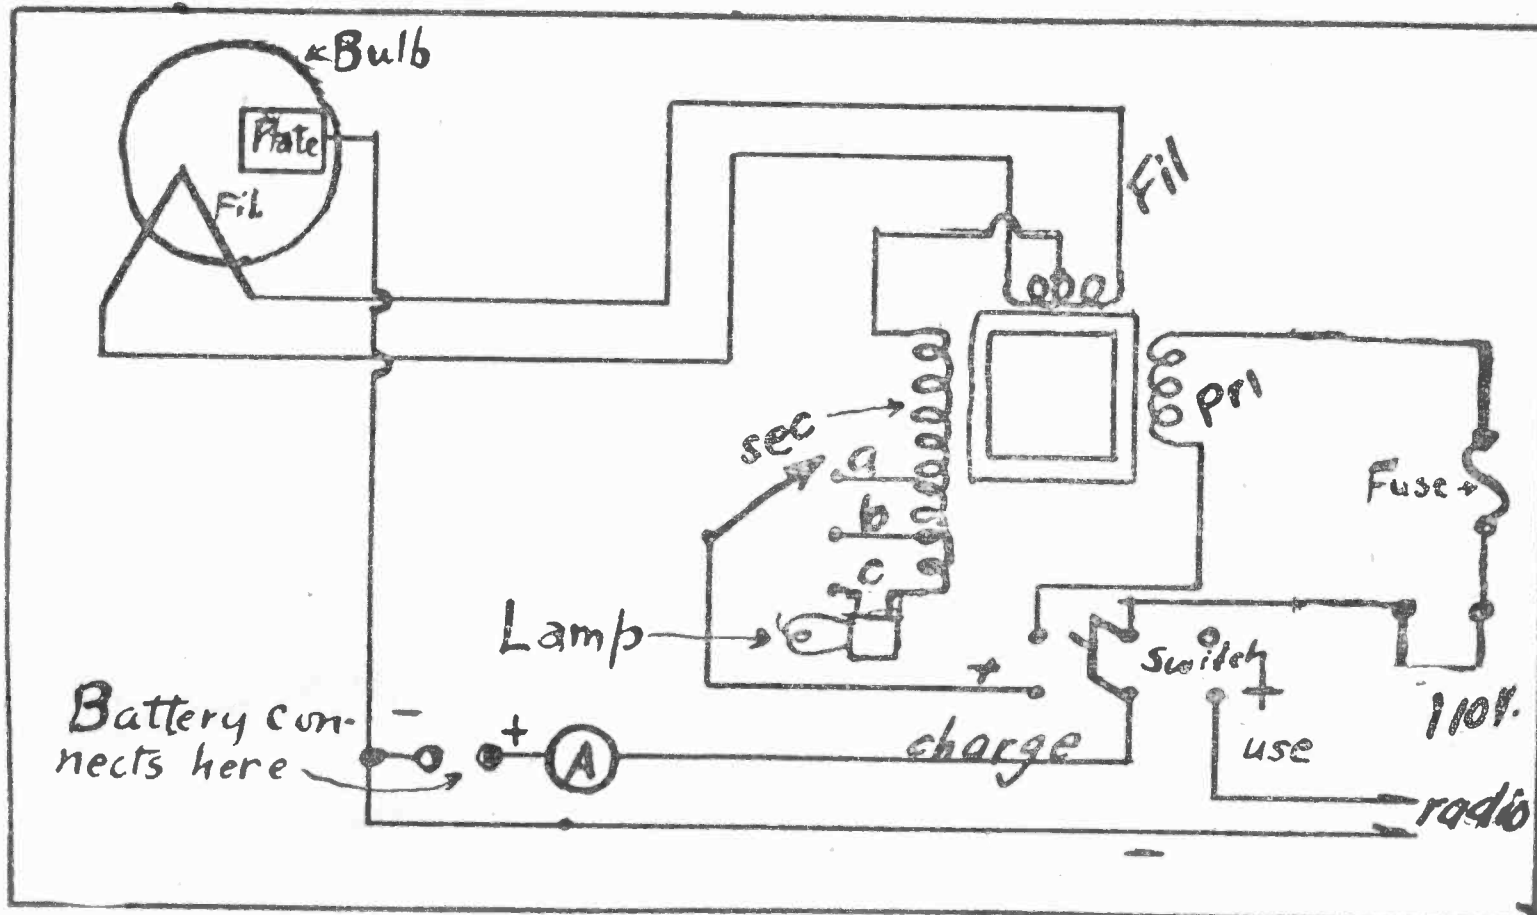 Bulb
Plate
Fil.
Fil
sec
pri
a
b
c
Fuse
Lamp
+
Switch
+
Battery con-
nects here
-
+
A
charge
use
110V.
radio
-